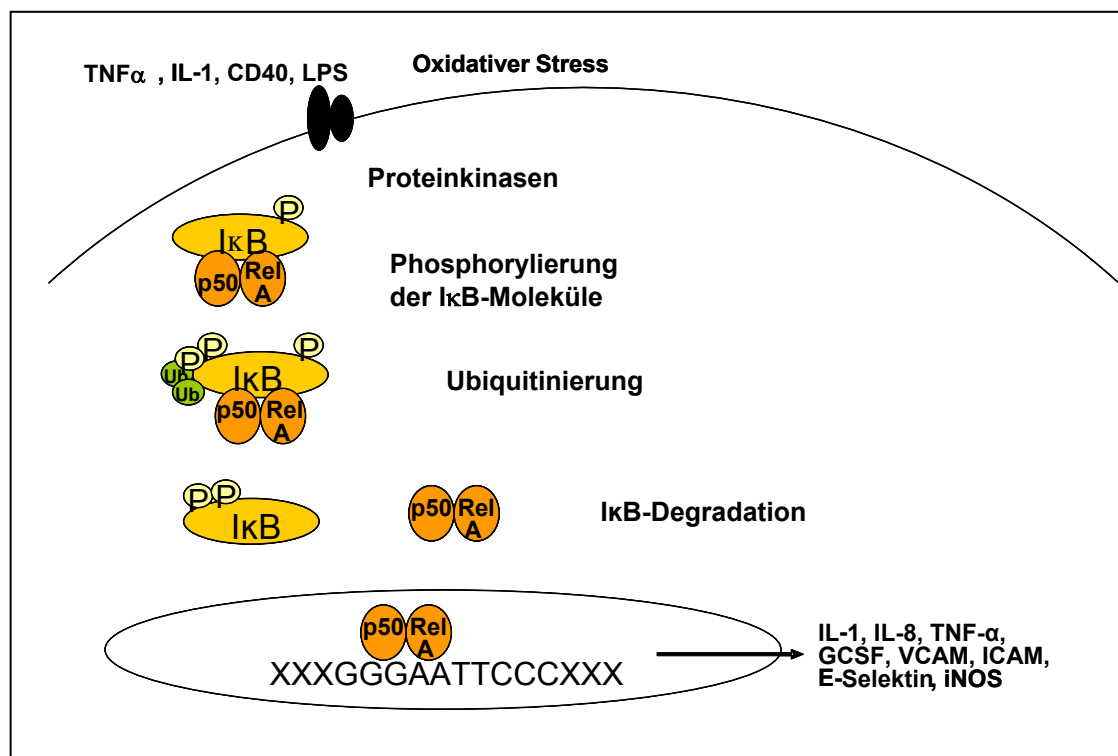 TNFα , IL-1, CD40, LPS
Oxidativer Stress
Proteinkinasen
P
IκB
p50 Rel
A
Phosphorylierung
der IκB-Moleküle
P P P
Ub IκB
Ub
p50 Rel
A
Ubiquitinierung
P P
IκB
p50 Rel
A
IκB-Degradation
p50 Rel
A
XXXGGGAATTCCCXXX
IL-1, IL-8, TNF-α,
GCSF, VCAM, ICAM,
E-Selektin, iNOS